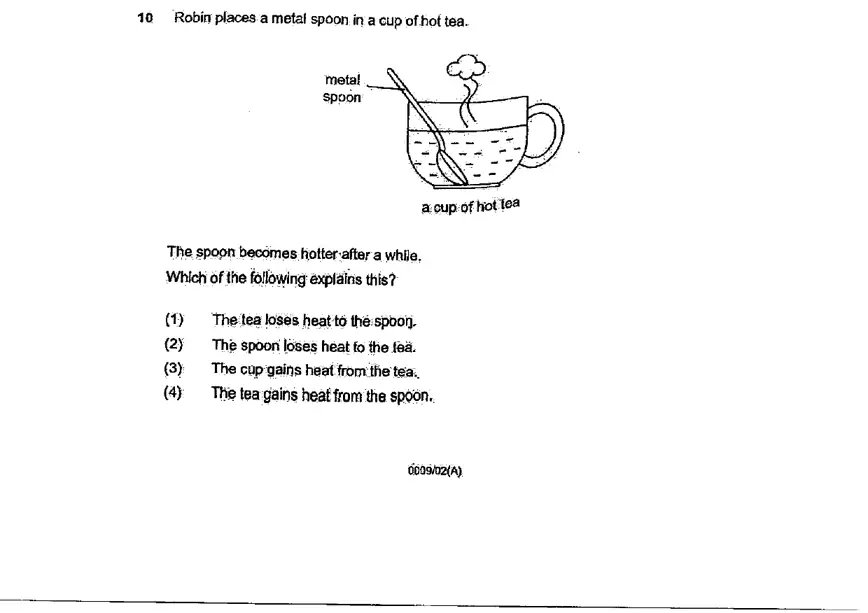 10 Robin places a metal spoon in a cup of hot tea.
metal
spoon
a cup of hot tea
The spoon becomes hotter after a while.
Which of the following explains this?
(1) The tea loses heat to the spoon.
(2) The spoon loses heat to the tea.
(3) The cup gains heat from the tea.
(4) The tea gains heat from the spoon.
0009/02(A)